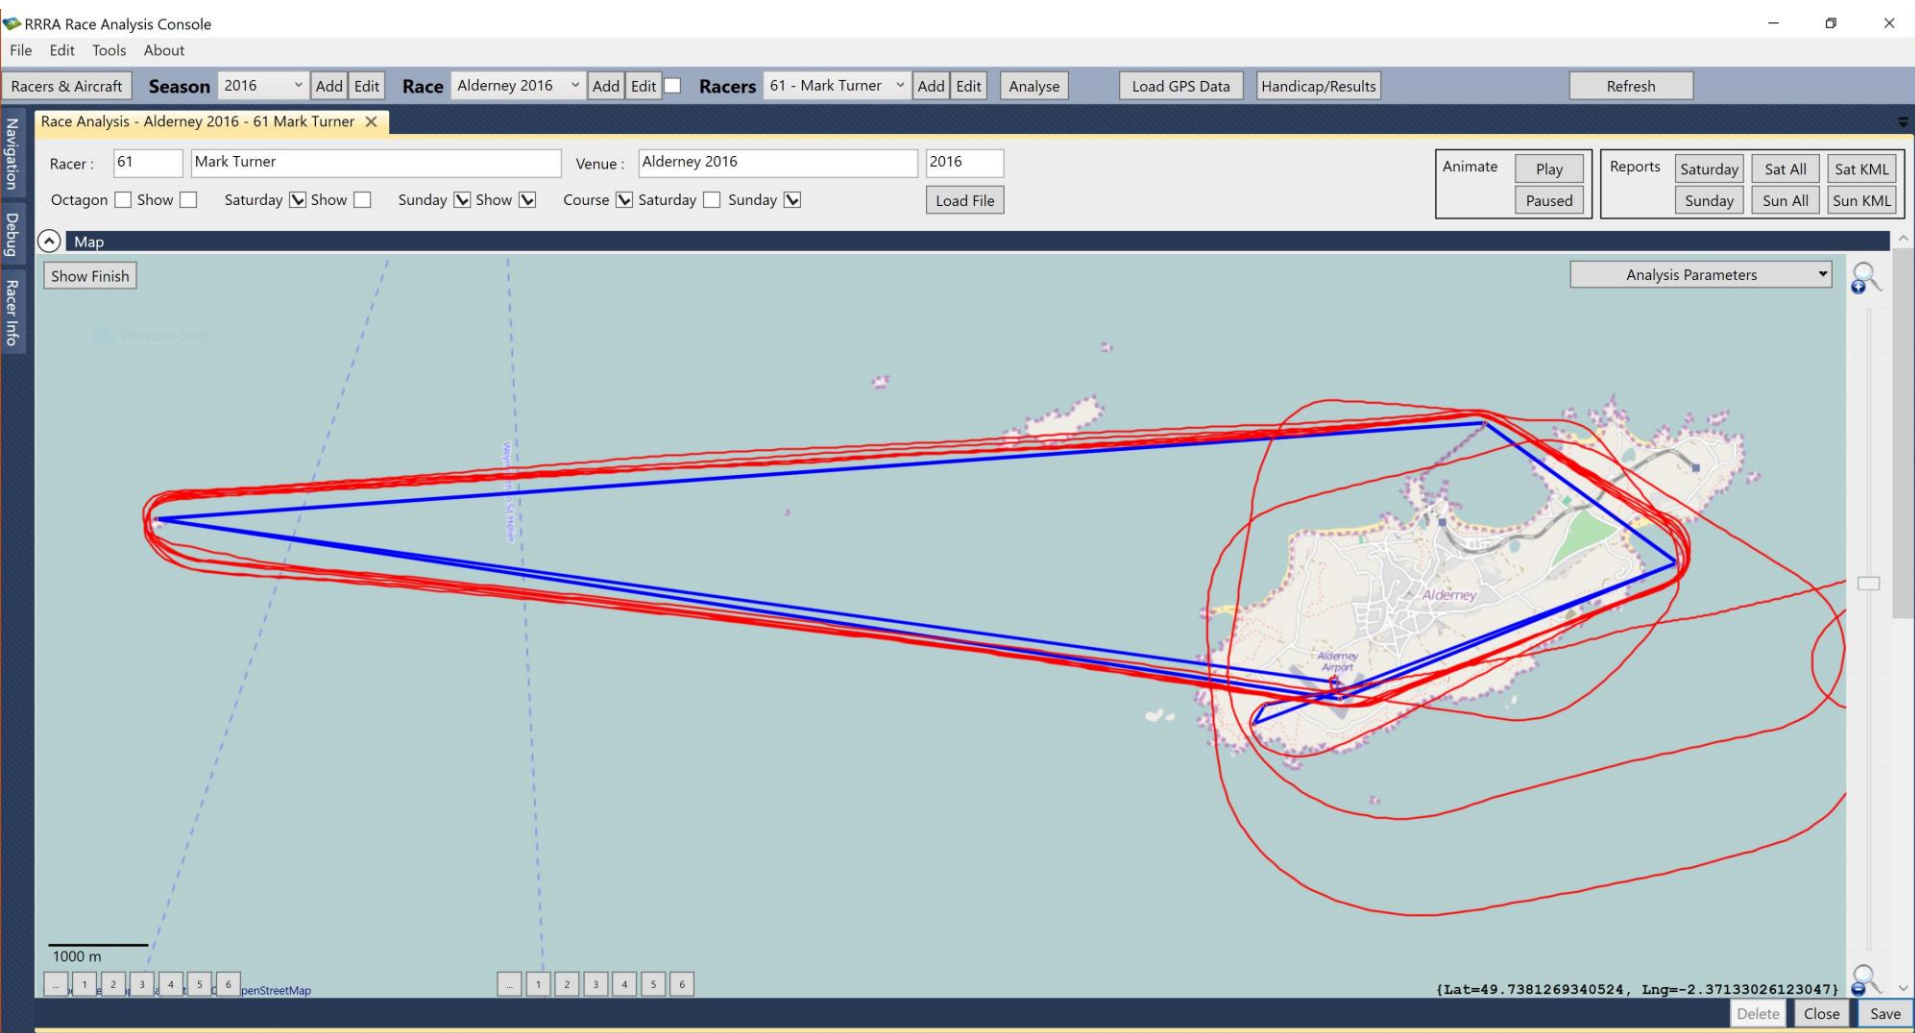 RRRA Race Analysis Console
File Edit Tools About
Racers & Aircraft Season 2016 Add Edit Race Alderney 2016 Add Edit Racers 61 - Mark Turner Add Edit Analyse Load GPS Data Handicap/Results Refresh
Navigation
Debug
Racer Info
Race Analysis - Alderney 2016 - 61 Mark Turner
Racer : 61 Mark Turner Venue : Alderney 2016 2016
Animate Play Reports Saturday Sat All Sat KML
Octagon Show Saturday Show Sunday Show Course Saturday Sunday Load File
Paused Sunday Sun All Sun KML
Map
Show Finish
Analysis Parameters
Alderney
Alderney
Airport
1000 m
... 1 2 3 4 5 6 penStreetMap
... 1 2 3 4 5 6
{Lat=49.7381269340524, Lng=-2.37133026123047}
Delete Close Save